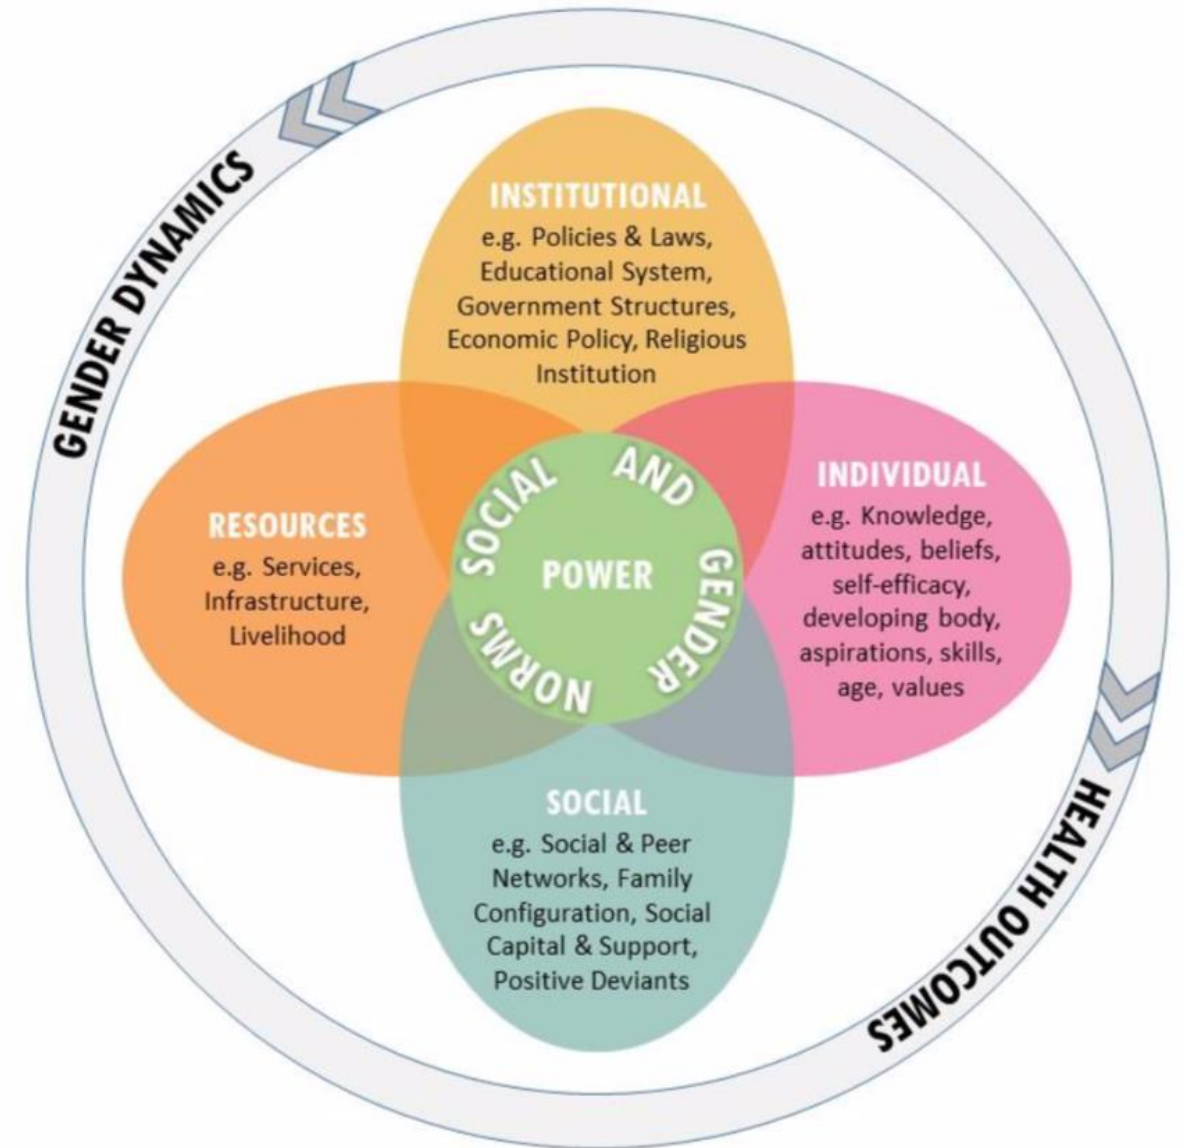 GENDER DYNAMICS
INSTITUTIONAL
e.g. Policies & Laws,
Educational System,
Government Structures,
Economic Policy, Religious
Institution
RESOURCES
e.g. Services,
Infrastructure,
Livelihood
SOCIAL AND GENDER NORMS
POWER
INDIVIDUAL
e.g. Knowledge,
attitudes, beliefs,
self-efficacy,
developing body,
aspirations, skills,
age, values
SOCIAL
e.g. Social & Peer
Networks, Family
Configuration, Social
Capital & Support,
Positive Deviants
HEALTH OUTCOMES